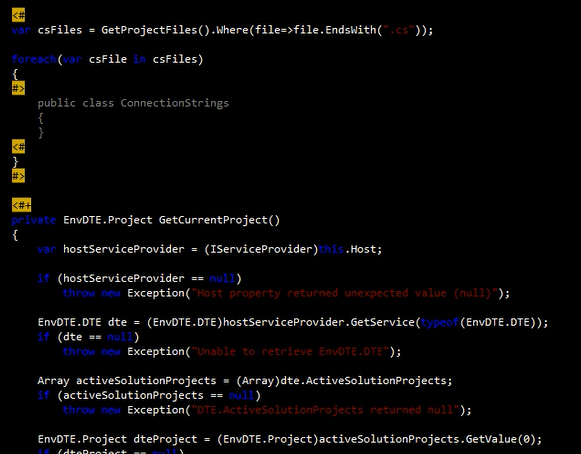 <#
var csFiles = GetProjectFiles().Where(file=>file.EndsWith(".cs"));
foreach(var csFile in csFiles)
{
#>
public class ConnectionStrings
{
}
<#
}
#>
<#+
private EnvDTE.Project GetCurrentProject()
{
var hostServiceProvider = (IServiceProvider)this.Host;
if (hostServiceProvider == null)
throw new Exception("Host property returned unexpected value (null)");
EnvDTE.DTE dte = (EnvDTE.DTE)hostServiceProvider.GetService(typeof(EnvDTE.DTE));
if (dte == null)
throw new Exception("Unable to retrieve EnvDTE.DTE");
Array activeSolutionProjects = (Array)dte.ActiveSolutionProjects;
if (activeSolutionProjects == null)
throw new Exception("DTE.ActiveSolutionProjects returned null");
EnvDTE.Project dteProject = (EnvDTE.Project)activeSolutionProjects.GetValue(0);
if (dteProject == null)